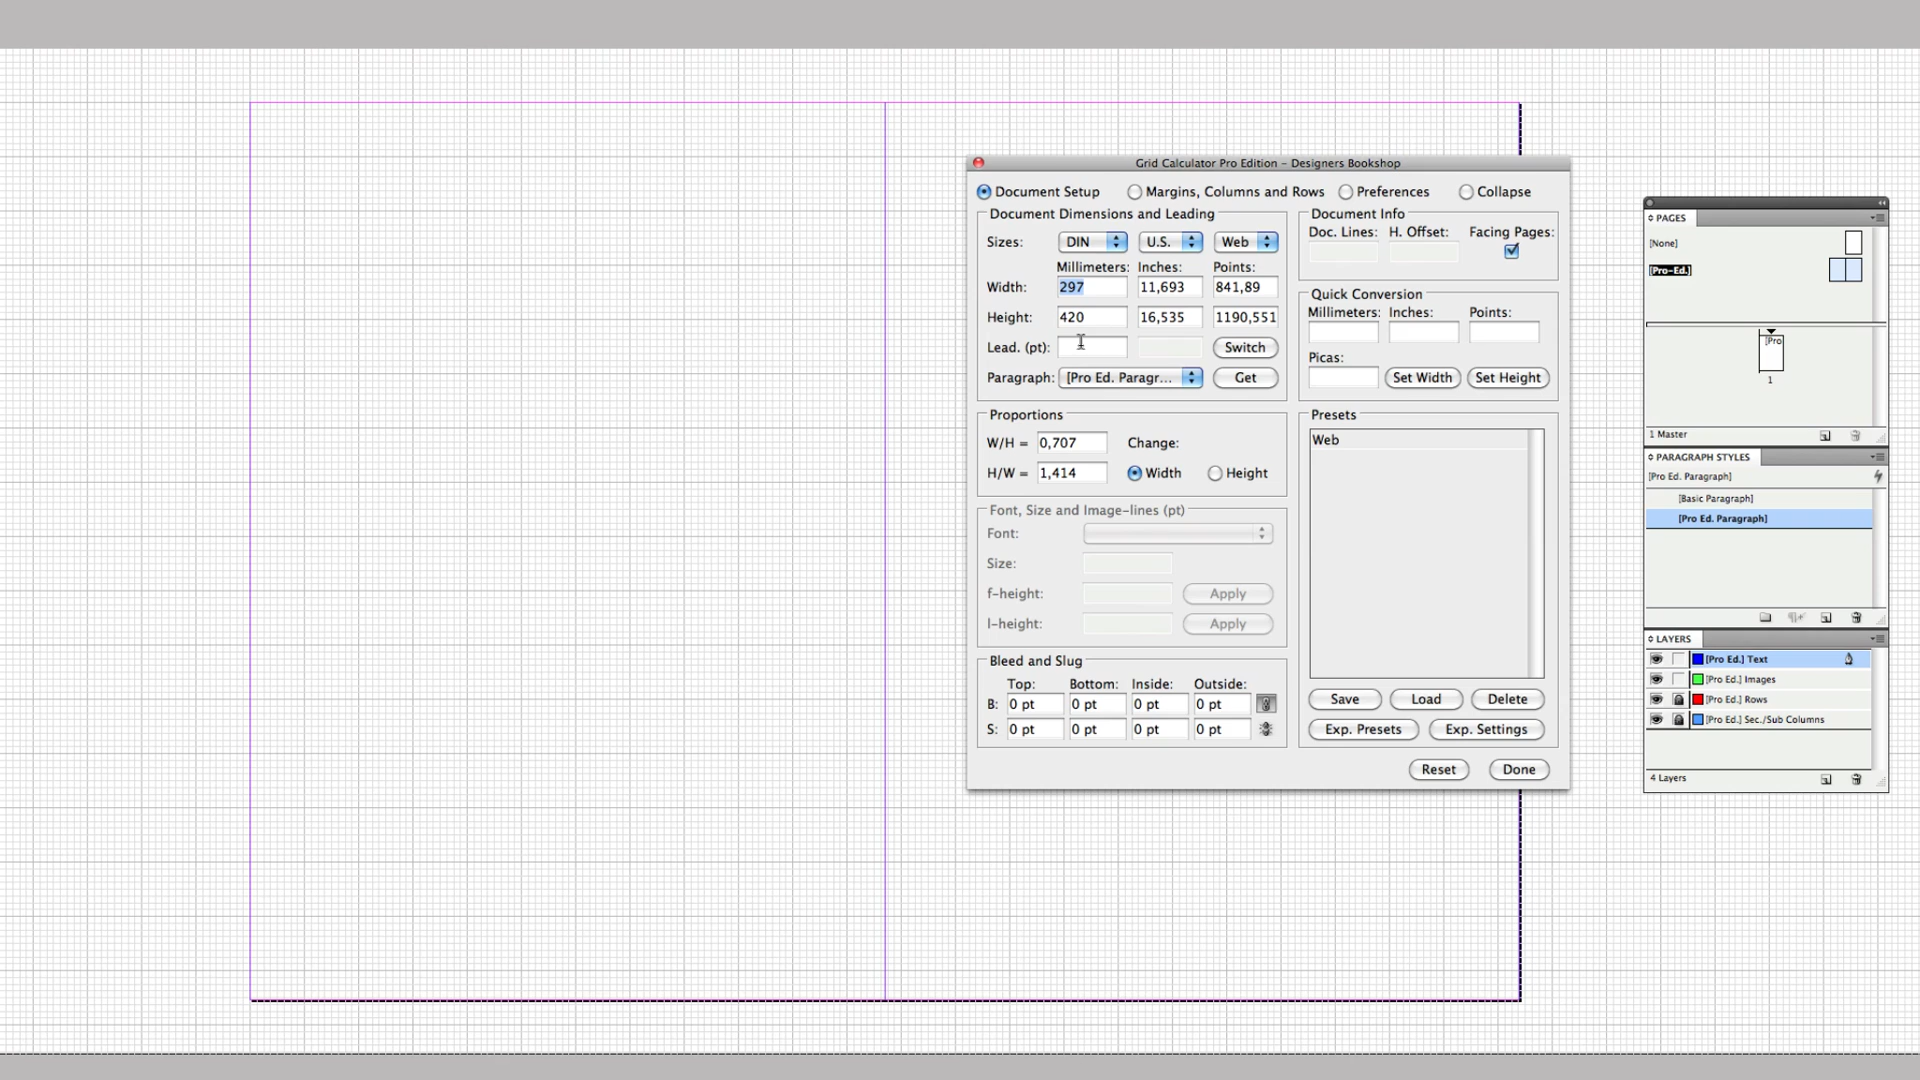 Grid Calculator Pro Edition – Designers Bookshop
Document Setup
Margins, Columns and Rows
Preferences
Collapse
Document Dimensions and Leading
Sizes:
DIN
U.S.
Web
Millimeters:
Inches:
Points:
Width:
297
11,693
841,89
Height:
420
16,535
1190,551
Lead. (pt):
Switch
Paragraph:
[Pro Ed. Paragr...
Get
Proportions
W/H =
0,707
Change:
H/W =
1,414
Width
Height
Font, Size and Image-lines (pt)
Font:
Size:
f-height:
Apply
l-height:
Apply
Bleed and Slug
Top:
Bottom:
Inside:
Outside:
B:
0 pt
0 pt
0 pt
0 pt
S:
0 pt
0 pt
0 pt
0 pt
Document Info
Doc. Lines:
H. Offset:
Facing Pages:
Quick Conversion
Millimeters:
Inches:
Points:
Picas:
Set Width
Set Height
Presets
Web
Save
Load
Delete
Exp. Presets
Exp. Settings
Reset
Done
PAGES
[None]
[Pro-Ed.]
[Pro
1
1 Master
PARAGRAPH STYLES
[Pro Ed. Paragraph]
[Basic Paragraph]
[Pro Ed. Paragraph]
LAYERS
[Pro Ed.] Text
[Pro Ed.] Images
[Pro Ed.] Rows
[Pro Ed.] Sec./Sub Columns
4 Layers